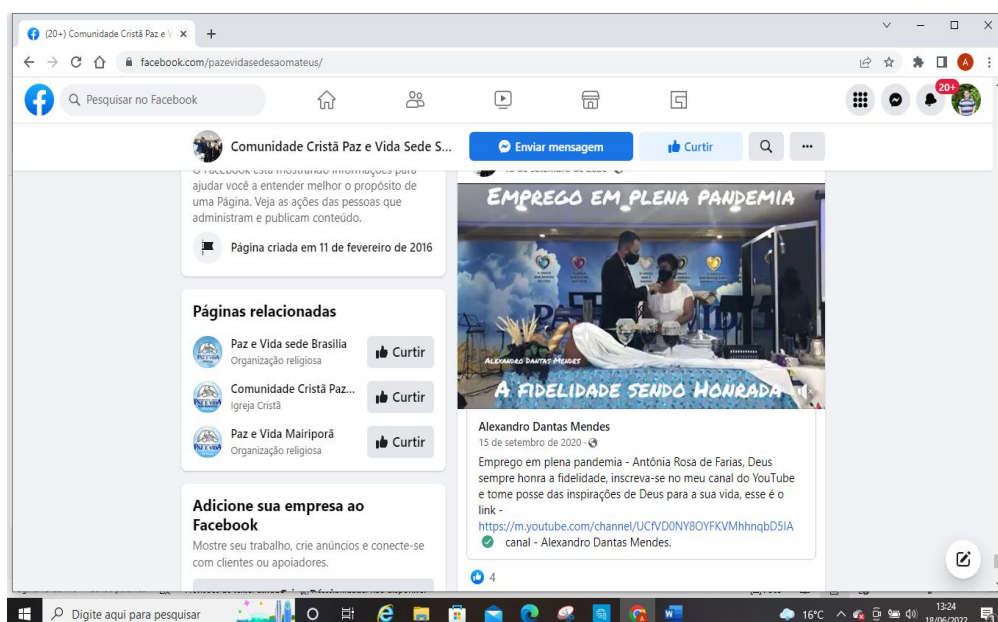 (20+) Comunidade Cristã Paz e V
facebook.com/pazevidasedesaomateus/
Pesquisar no Facebook
20+
Comunidade Cristã Paz e Vida Sede S...
Enviar mensagem
Curtir
O Facebook está mostrando informações para
ajudar você a entender melhor o propósito de
uma Página. Veja as ações das pessoas que
administram e publicam conteúdo.
Página criada em 11 de fevereiro de 2016
Páginas relacionadas
Paz e Vida sede Brasilia
Organização religiosa
Curtir
Comunidade Cristã Paz...
Igreja Cristã
Curtir
Paz e Vida Mairiporã
Organização religiosa
Curtir
Adicione sua empresa ao
Facebook
Mostre seu trabalho, crie anúncios e conecte-se
com clientes ou apoiadores.
15 de setembro de 2020
EMPREGO EM PLENA PANDEMIA
ALEXANDRO DANTAS MENDES
A FIDELIDADE SENDO HONRADA
Alexandro Dantas Mendes
15 de setembro de 2020 ·
Emprego em plena pandemia - Antônia Rosa de Farias, Deus
sempre honra a fidelidade, inscreva-se no meu canal do YouTube
e tome posse das inspirações de Deus para a sua vida, esse é o
link -
https://m.youtube.com/channel/UCfVD0NY8OYFKVMhhnqbD5IA
canal - Alexandro Dantas Mendes.
4
Digite aqui para pesquisar
16°C
13:24
18/06/2022